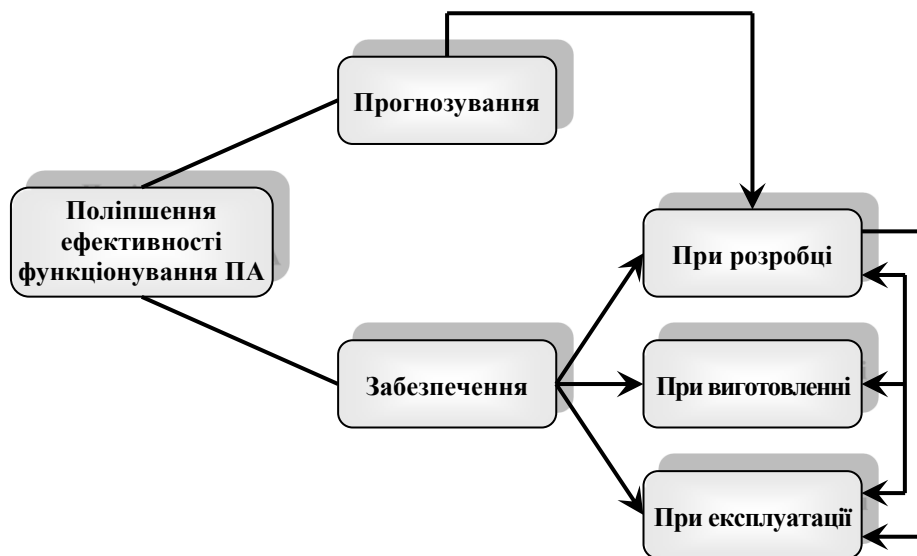 Прогнозування
Поліпшення
ефективності
функціонування ПА
При розробці
Забезпечення
При виготовленні
При експлуатації